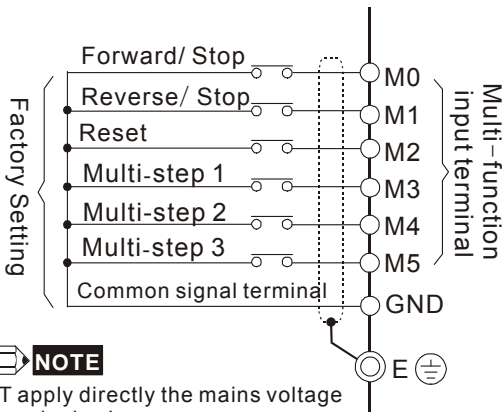 Forward/ Stop
M0
Reverse/ Stop
M1
Reset
M2
Multi-step 1
M3
Multi-step 2
M4
Multi-step 3
M5
Common signal terminal
GND
Factory Setting
Multi-function
input terminal
E
NOTE
apply directly the mains voltage